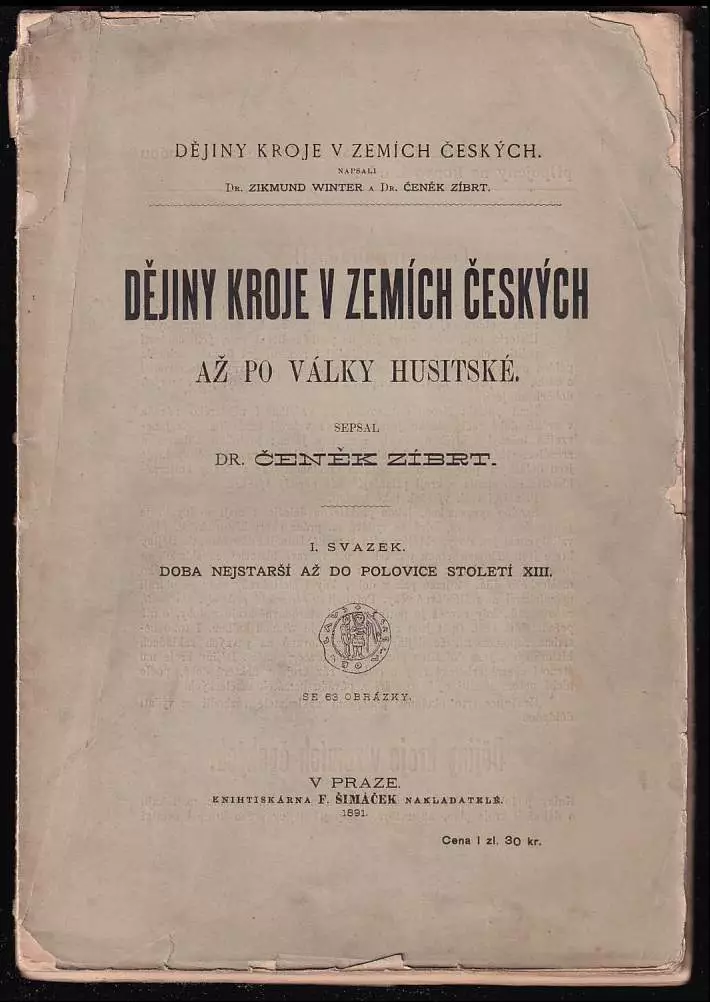 DĚJINY KROJE V ZEMÍCH ČESKÝCH.
NAPSALI
DR. ZIKMUND WINTER A DR. ČENĚK ZÍBRT.
DĚJINY KROJE V ZEMÍCH ČESKÝCH
AŽ PO VÁLKY HUSITSKÉ.
SEPSAL
DR. ČENĚK ZÍBRT.
I. SVAZEK.
DOBA NEJSTARŠÍ AŽ DO POLOVICE STOLETÍ XIII.
SE 63 OBRÁZKY.
V PRAZE.
KNIHTISKÁRNA F. ŠIMÁČEK NAKLADATELÉ.
1891.
Cena 1 zl. 30 kr.